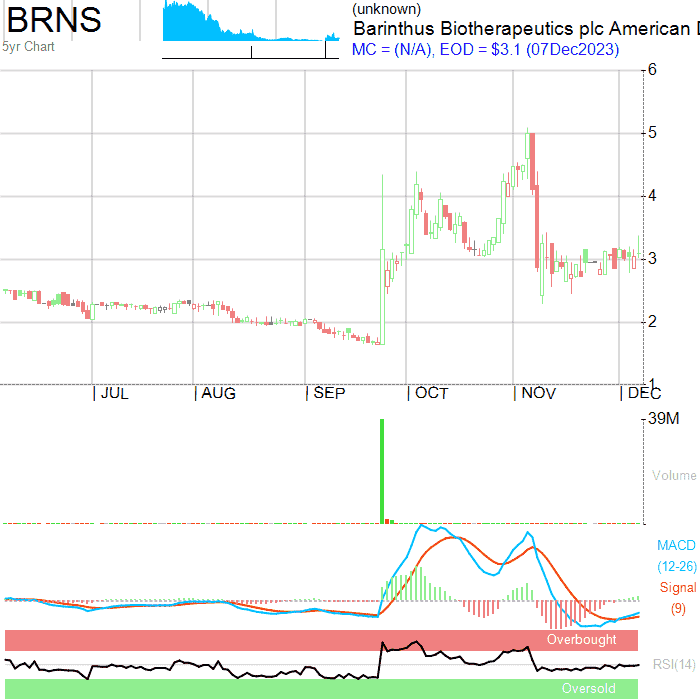 BRNS
5yr Chart
(unknown)
Barinthus Biotherapeutics plc American
MC = (N/A), EOD = $3.1 (07Dec2023)
6
5
4
3
2
1
JUL
AUG
SEP
OCT
NOV
DEC
39M
Volume
MACD
(12-26)
Signal
(9)
Overbought
RSI(14)
Oversold